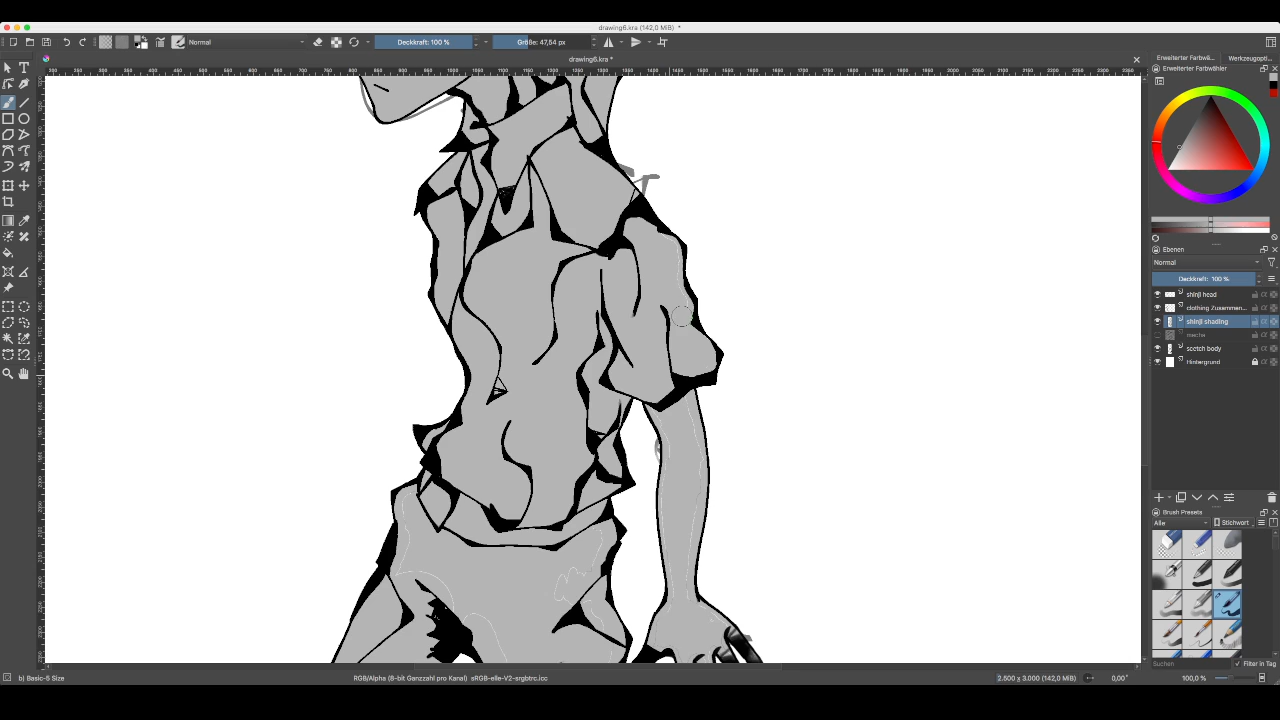 drawing6.kra (142,0 MiB) *
Normal
Deckkraft: 100 %
Größe: 47,54 px
drawing6.kra *
Erweiterter Farbwä...
Werkzeugopti...
Erweiterter Farbwähler
Ebenen
Normal
Deckkraft: 100 %
shinji head
clothing Zusammen...
shinji shading
mecha
scetch body
Hintergrund
Brush Presets
Alle
Stichwort
Suchen
Filter in Tag
b) Basic-5 Size
RGB/Alpha (8-bit Ganzzahl pro Kanal) sRGB-elle-V2-srgbtrc.icc
2.500 x 3.000 (142,0 MiB)
0,00°
100,0 %